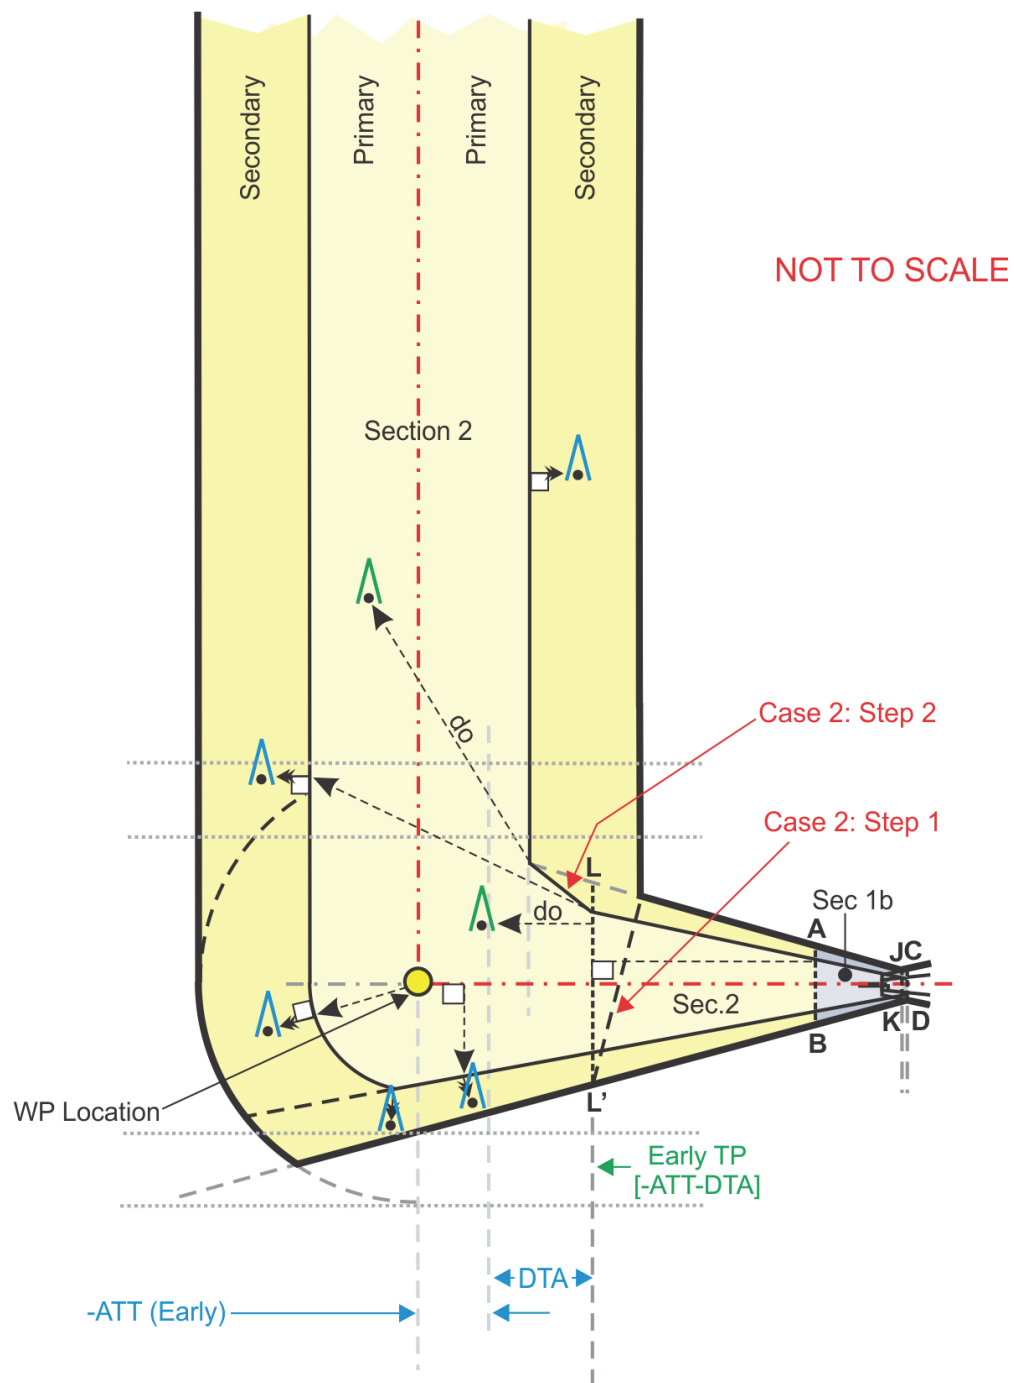 Secondary
Primary
Primary
Secondary
NOT TO SCALE
Section 2
do
Case 2: Step 2
Case 2: Step 1
L
Sec 1b
do
A
JC
Sec.2
K D
B
WP Location
L’
Early TP
[-ATT-DTA]
DTA
-ATT (Early)